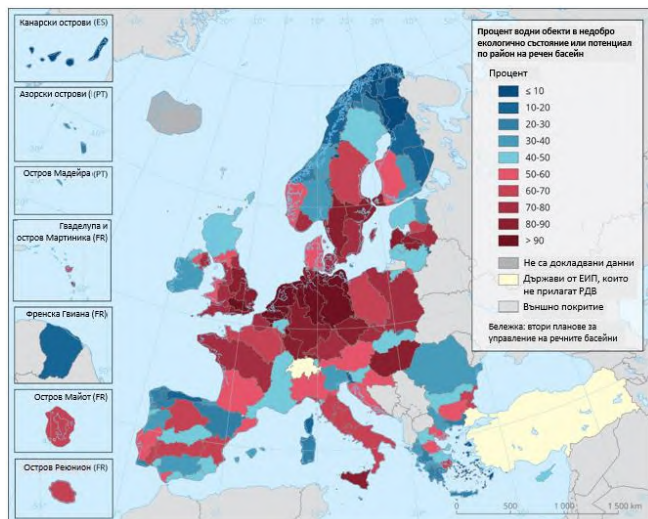 Канарски острови (ES)
Азорски острови (PT)
Остров Мадейра (PT)
Гваделупа и
остров Мартиника (FR)
Френска Гвиана (FR)
Остров Майот (FR)
Остров Реюнион (FR)
Процент водни обекти в недобро
екологично състояние или потенциал
по район на речен басейн
Процент
≤ 10
10-20
20-30
30-40
40-50
50-60
60-70
70-80
80-90
> 90
Не са докладвани данни
Държави от ЕИП, които
не прилагат РДВ
Външно покритие
Бележка: втори планове за
управление на речните басейни
0 500 1 000 1 500 km